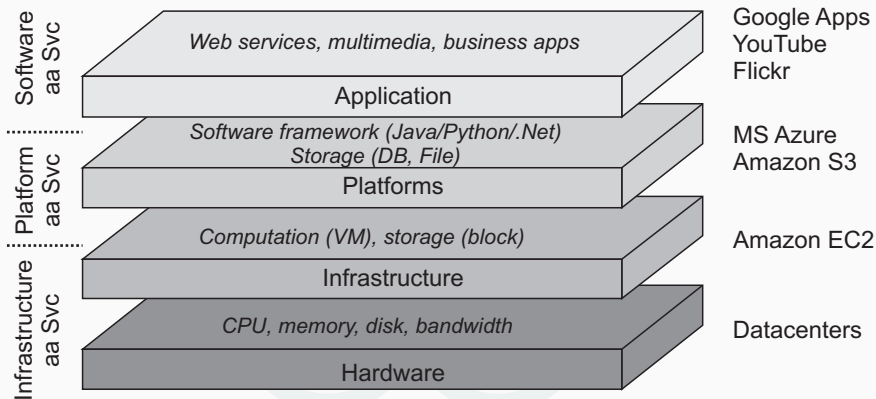 Software
aa Svc
Web services, multimedia, business apps
Application
Google Apps
YouTube
Flickr
Platform
aa Svc
Software framework (Java/Python/.Net)
Storage (DB, File)
Platforms
MS Azure
Amazon S3
Infrastructure
aa Svc
Computation (VM), storage (block)
Infrastructure
Amazon EC2
CPU, memory, disk, bandwidth
Hardware
Datacenters